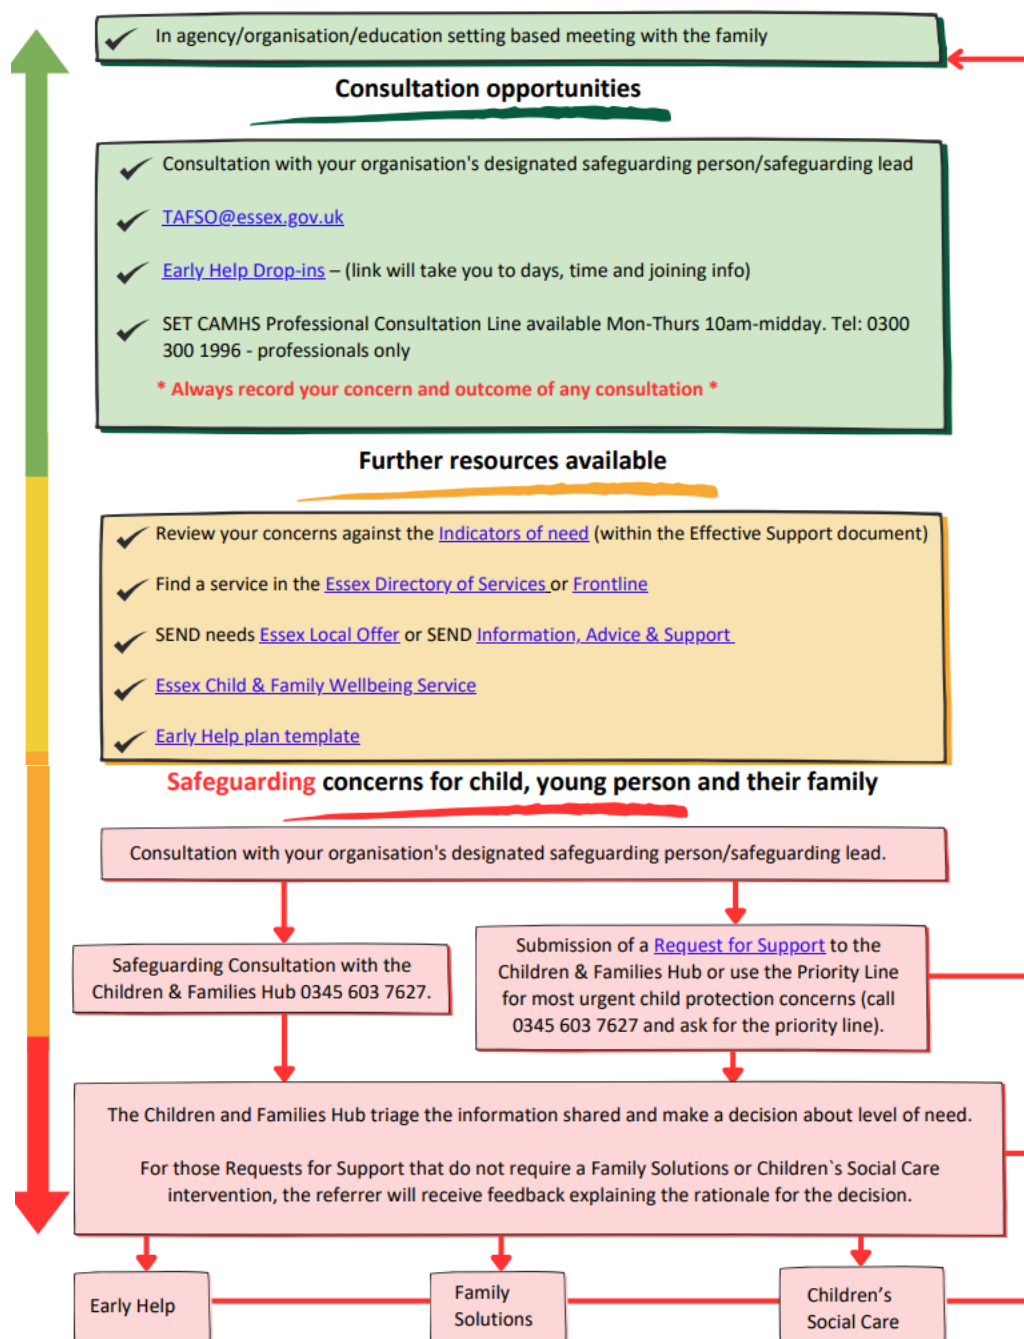 In agency/organisation/education setting based meeting with the family
Consultation opportunities
Consultation with your organisation's designated safeguarding person/safeguarding lead
TAFSO@essex.gov.uk
Early Help Drop-ins – (link will take you to days, time and joining info)
SET CAMHS Professional Consultation Line available Mon-Thurs 10am-midday. Tel: 0300
300 1996 - professionals only
* Always record your concern and outcome of any consultation *
Further resources available
Review your concerns against the Indicators of need (within the Effective Support document)
Find a service in the Essex Directory of Services or Frontline
SEND needs Essex Local Offer or SEND Information, Advice & Support
Essex Child & Family Wellbeing Service
Early Help plan template
Safeguarding concerns for child, young person and their family
Consultation with your organisation's designated safeguarding person/safeguarding lead.
Safeguarding Consultation with the
Children & Families Hub 0345 603 7627.
Submission of a Request for Support to the
Children & Families Hub or use the Priority Line
for most urgent child protection concerns (call
0345 603 7627 and ask for the priority line).
The Children and Families Hub triage the information shared and make a decision about level of need.
For those Requests for Support that do not require a Family Solutions or Children`s Social Care
intervention, the referrer will receive feedback explaining the rationale for the decision.
Early Help
Family
Solutions
Children’s
Social Care